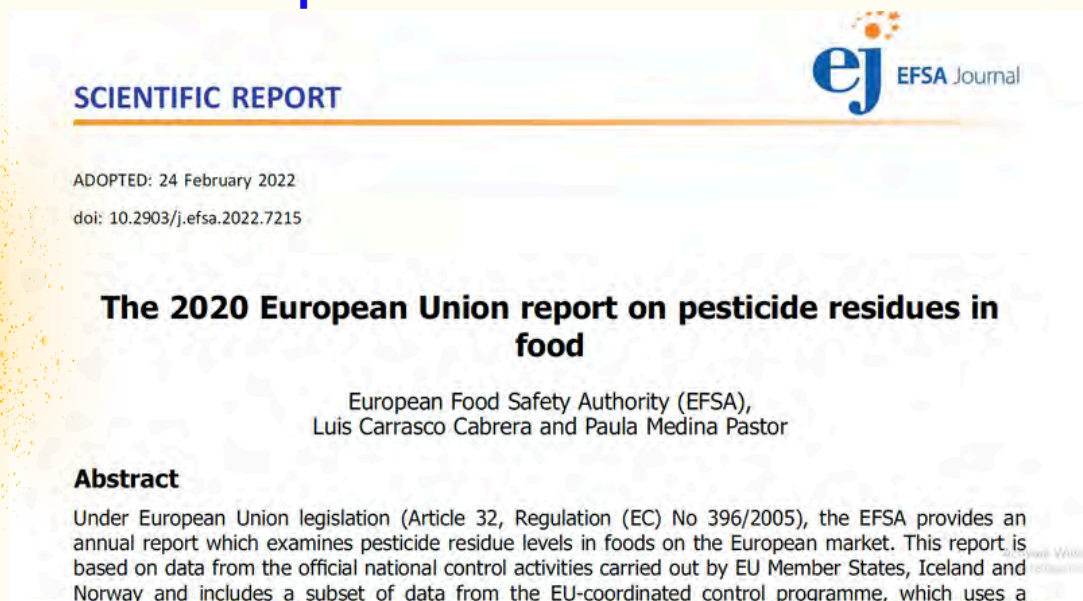 ej EFSA Journal
SCIENTIFIC REPORT
ADOPTED: 24 February 2022
doi: 10.2903/j.efsa.2022.7215
The 2020 European Union report on pesticide residues in
food
European Food Safety Authority (EFSA),
Luis Carrasco Cabrera and Paula Medina Pastor
Abstract
Under European Union legislation (Article 32, Regulation (EC) No 396/2005), the EFSA provides an
annual report which examines pesticide residue levels in foods on the European market. This report is
based on data from the official national control activities carried out by EU Member States, Iceland and
Norway and includes a subset of data from the EU-coordinated control programme, which uses a